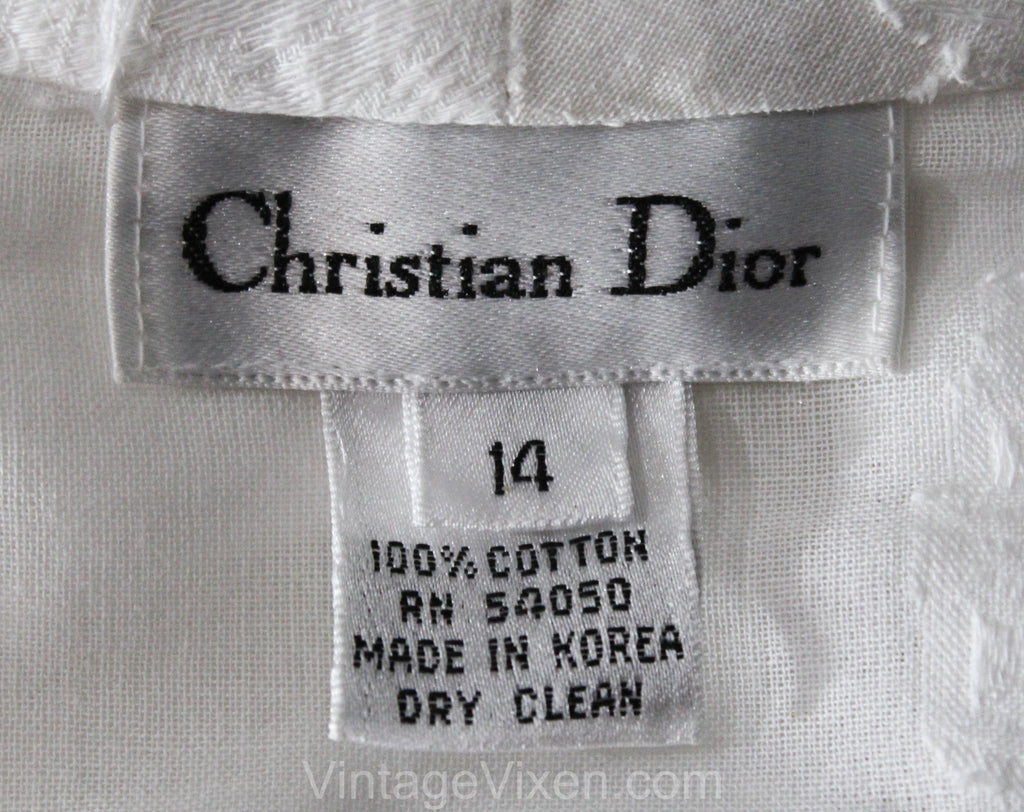 Christian Dior
14
100% COTTON
RN 54050
MADE IN KOREA
DRY CLEAN
VintageVixen.com